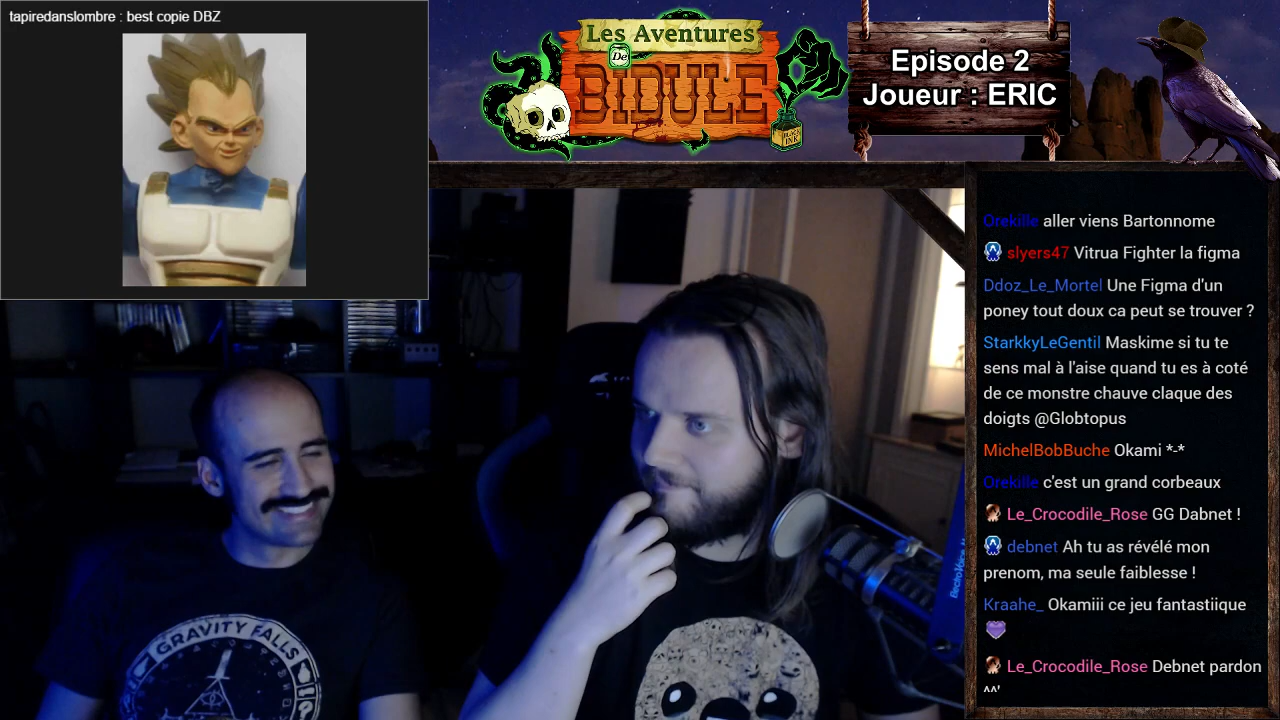 tapiredanslombre : best copie DBZ
Les Aventures
De
BIDULE
BLACK
INK
Episode 2
Joueur : ERIC
Orekille aller viens Bartonnome
slyers47 Vitrua Fighter la figma
Ddoz_Le_Mortel Une Figma d'un
poney tout doux ca peut se trouver ?
StarkkyLeGentil Maskime si tu te
sens mal à l'aise quand tu es à coté
de ce monstre chauve claque des
doigts @Globtopus
MichelBobBuche Okami *-*
Orekille c'est un grand corbeaux
Le_Crocodile_Rose GG Dabnet !
debnet Ah tu as révélé mon
prenom, ma seule faiblesse !
Kraahe_ Okamiii ce jeu fantastiique
Le_Crocodile_Rose Debnet pardon
^^'
GRAVITY FALLS